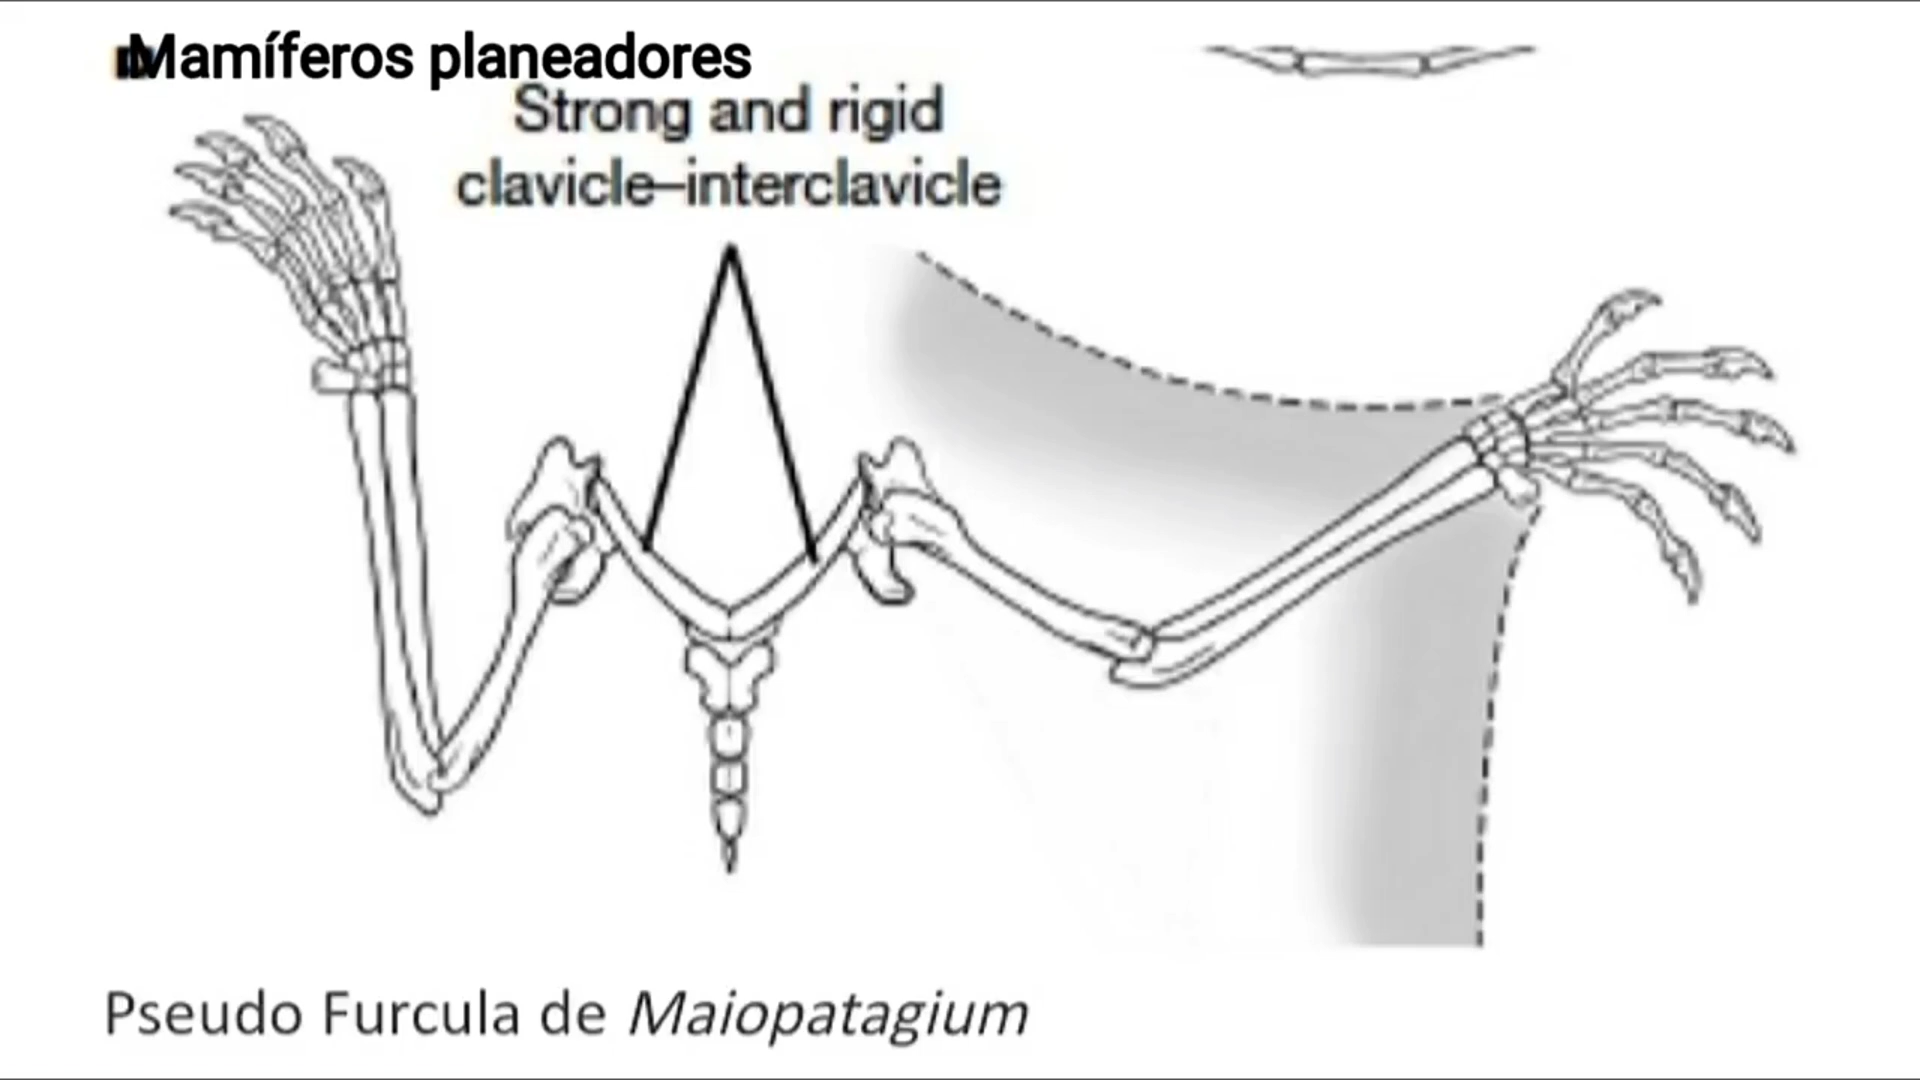 Mamíferos planeadores
Strong and rigid
clavicle–interclavicle
Pseudo Furcula de Maiopatagium